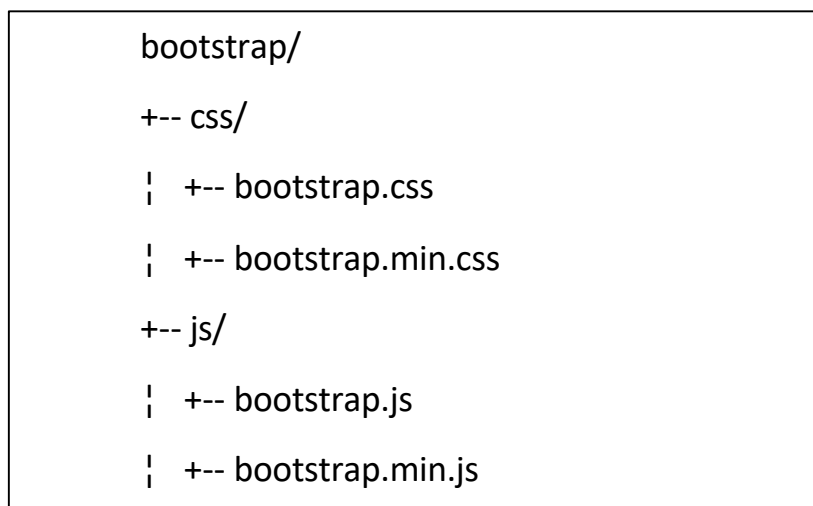 bootstrap/
+-- css/
¦ +-- bootstrap.css
¦ +-- bootstrap.min.css
+-- js/
¦ +-- bootstrap.js
¦ +-- bootstrap.min.js